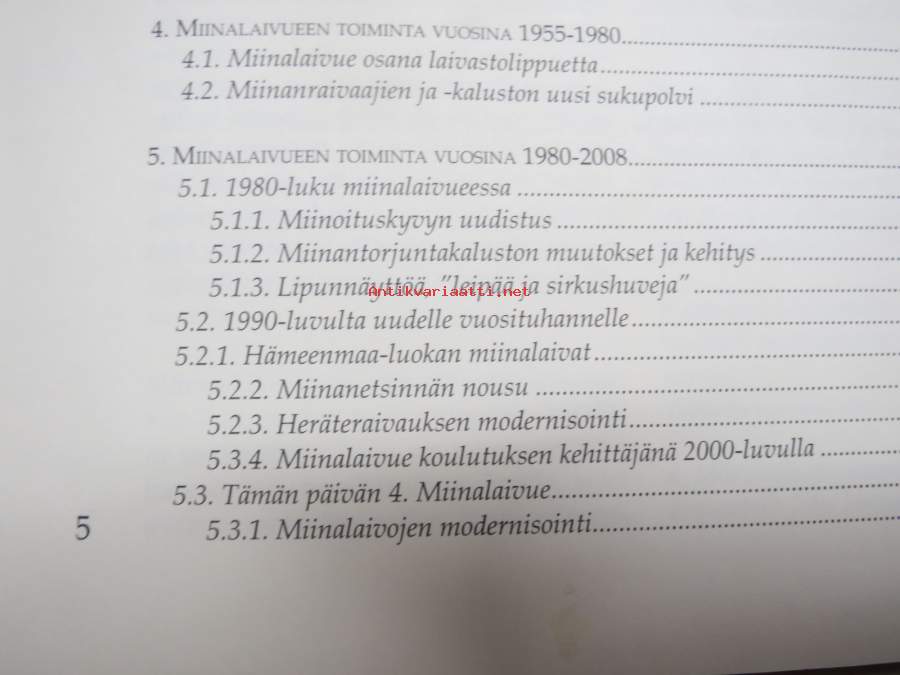 4. MIINALAIVUEEN TOIMINTA VUOSINA 1955-1980
4.1. Miinalaivue osana laivastolippuetta
4.2. Miinanraivaajien ja -kaluston uusi sukupolvi
5. MIINALAIVUEEN TOIMINTA VUOSINA 1980-2008
5.1. 1980-luku miinalaivueessa
5.1.1. Miinoituskyvyn uudistus
5.1.2. Miinantorjuntakaluston muutokset ja kehitys
5.1.3. Lipunnäyttöä, "leipää ja sirkushuveja"
Antikvariaatti.net
5.2. 1990-luvulta uudelle vuosituhannelle
5.2.1. Hämeenmaa-luokan miinalaivat
5.2.2. Miinanetsinnän nousu
5.2.3. Heräteraivauksen modernisointi
5.3.4. Miinalaivue koulutuksen kehittäjänä 2000-luvulla
5.3. Tämän päivän 4. Miinalaivue
5.3.1. Miinalaivojen modernisointi
5